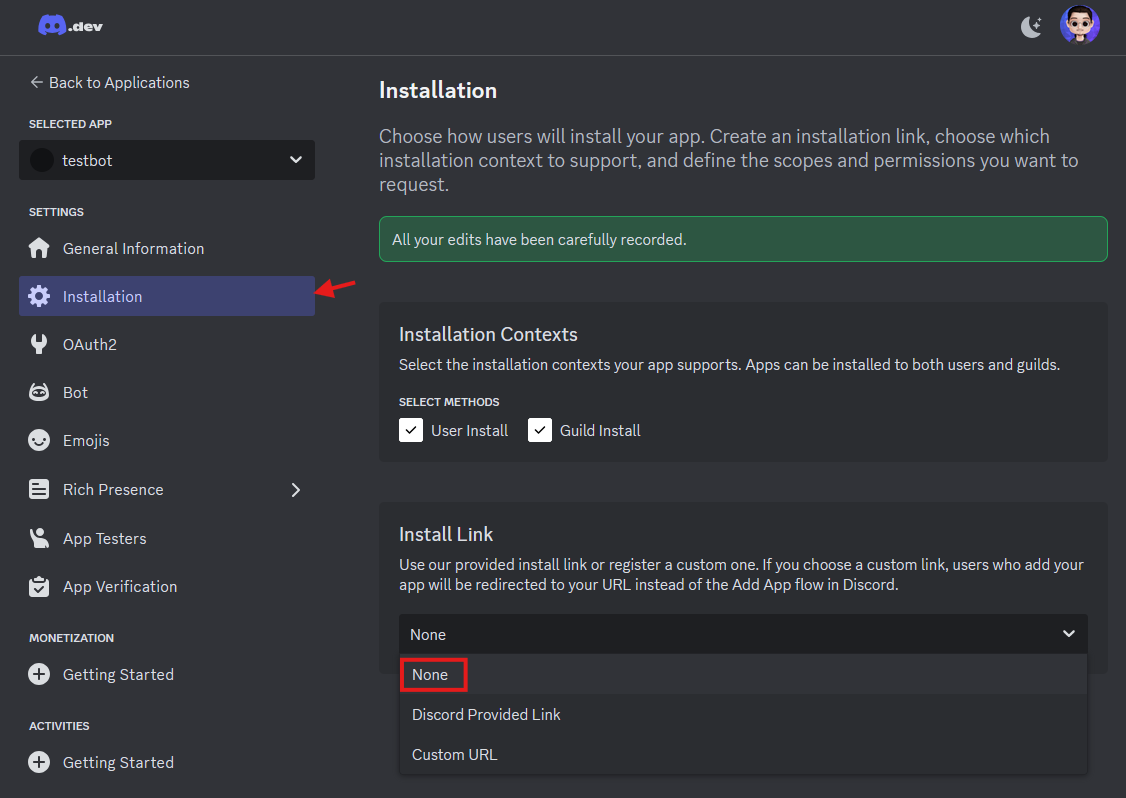 .dev
Back to Applications
SELECTED APP
testbot
SETTINGS
General Information
Installation
OAuth2
Bot
Emojis
Rich Presence
App Testers
App Verification
MONETIZATION
Getting Started
ACTIVITIES
Getting Started
Installation
Choose how users will install your app. Create an installation link, choose which
installation context to support, and define the scopes and permissions you want to
request.
All your edits have been carefully recorded.
Installation Contexts
Select the installation contexts your app supports. Apps can be installed to both users and guilds.
SELECT METHODS
User Install Guild Install
Install Link
Use our provided install link or register a custom one. If you choose a custom link, users who add your
app will be redirected to your URL instead of the Add App flow in Discord.
None
None
Discord Provided Link
Custom URL